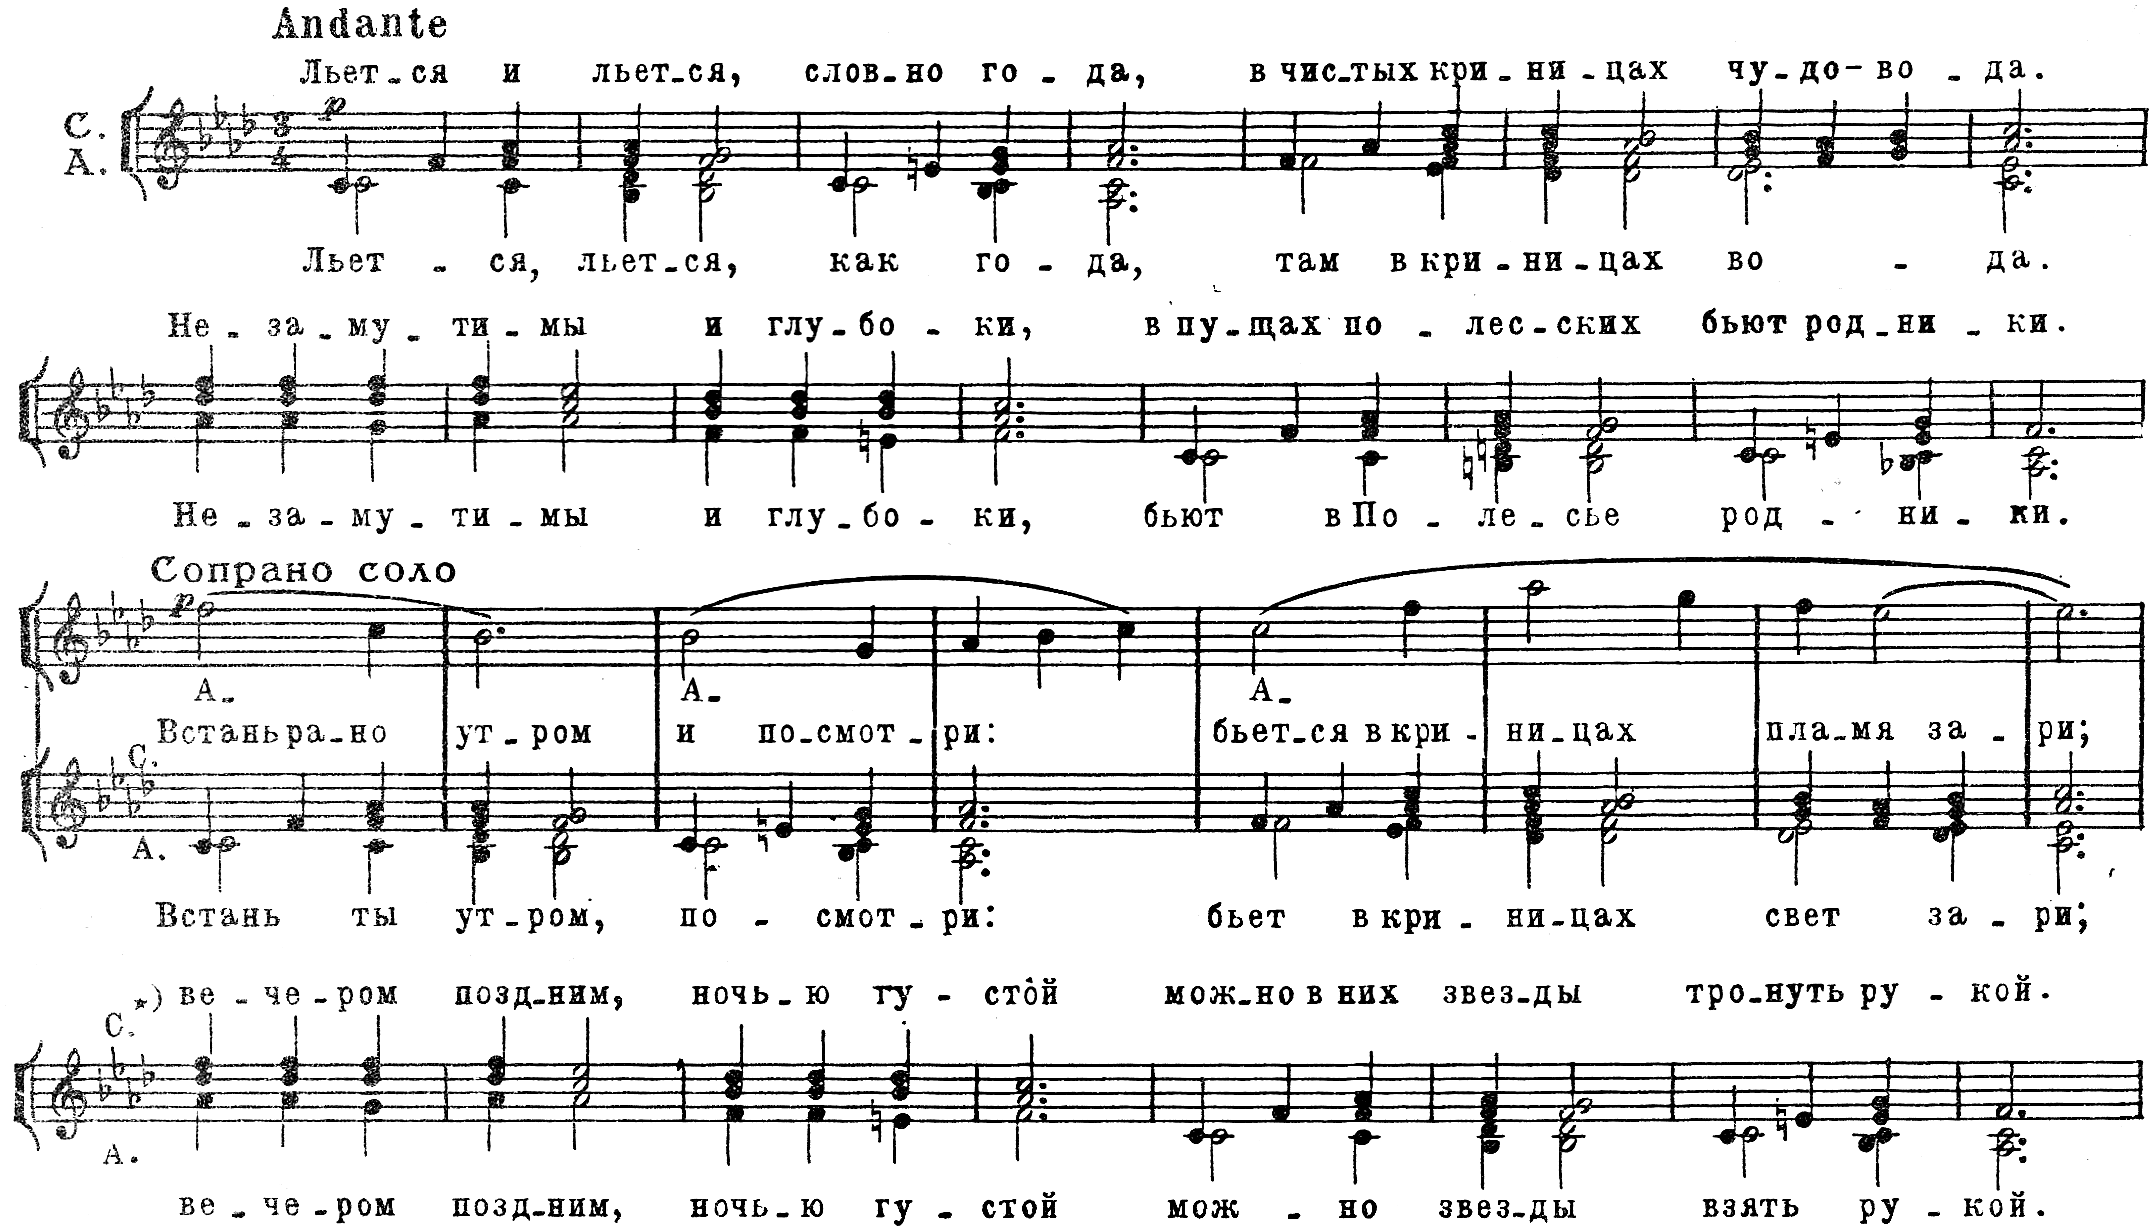 Andante
Льет-ся и льет-ся, слов-но го-да, в чис-тых кри-ни-цах чу-до-во-да.
p
С.
А.
3
4
Льет-ся, льет-ся, как го-да, там в кри-ни-цах во-да.
Не-за-му-ти-мы и глу-бо-ки, в пу-щах по-лес-ских бьют род-ни-ки.
Не-за-му-ти-мы и глу-бо-ки, бьют в По-ле-сье род-ни-ки.
Сопрано соло
p
А- А- А-
Встань ра-но ут-ром и по-смот-ри: бьет-ся в кри-ни-цах пла-мя за-ри;
С.
А.
Встань ты ут-ром, по-смот-ри: бьет в кри-ни-цах свет за-ри;
*) ве-че-ром позд-ним, ночь-ю гу-стой мож-но в них звез-ды тро-нуть ру-кой.
С.
А.
ве-че-ром позд-ним, ночь-ю гу-стой мож-но звез-ды взять ру-кой.